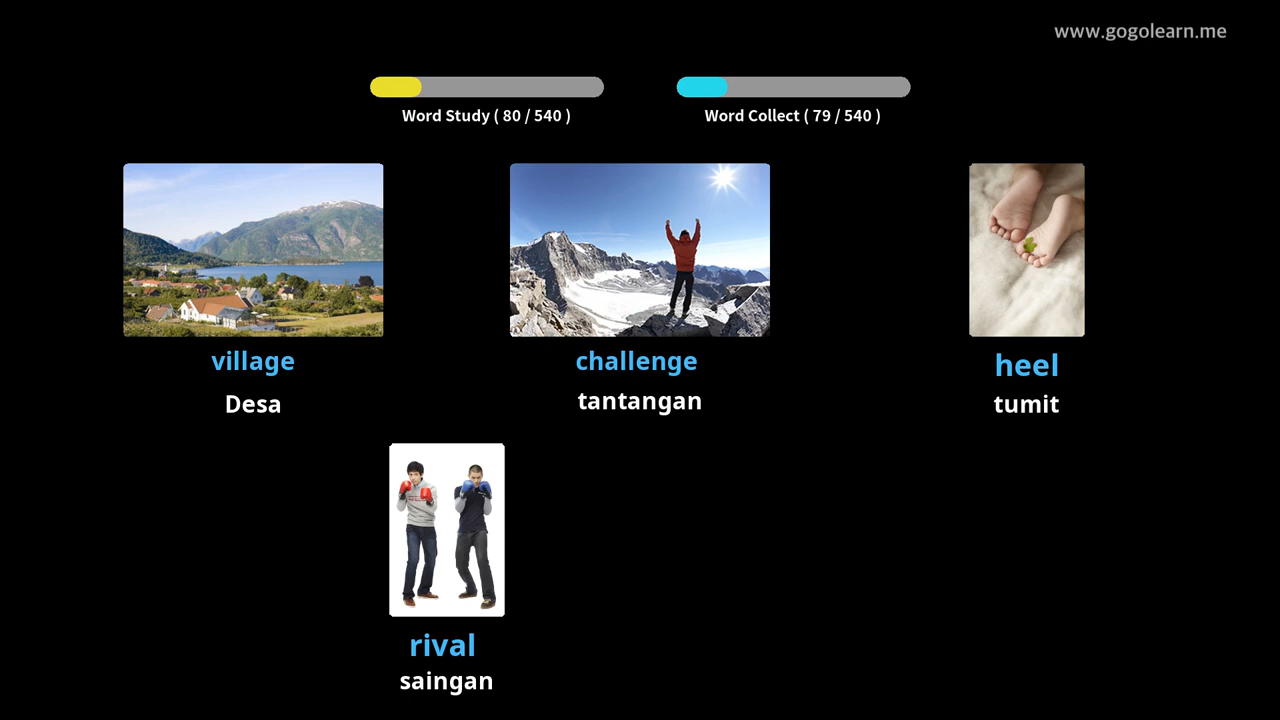 www.gogolearn.me
Word Study ( 80 / 540 )
Word Collect ( 79 / 540 )
village
challenge
heel
Desa
tantangan
tumit
rival
saingan